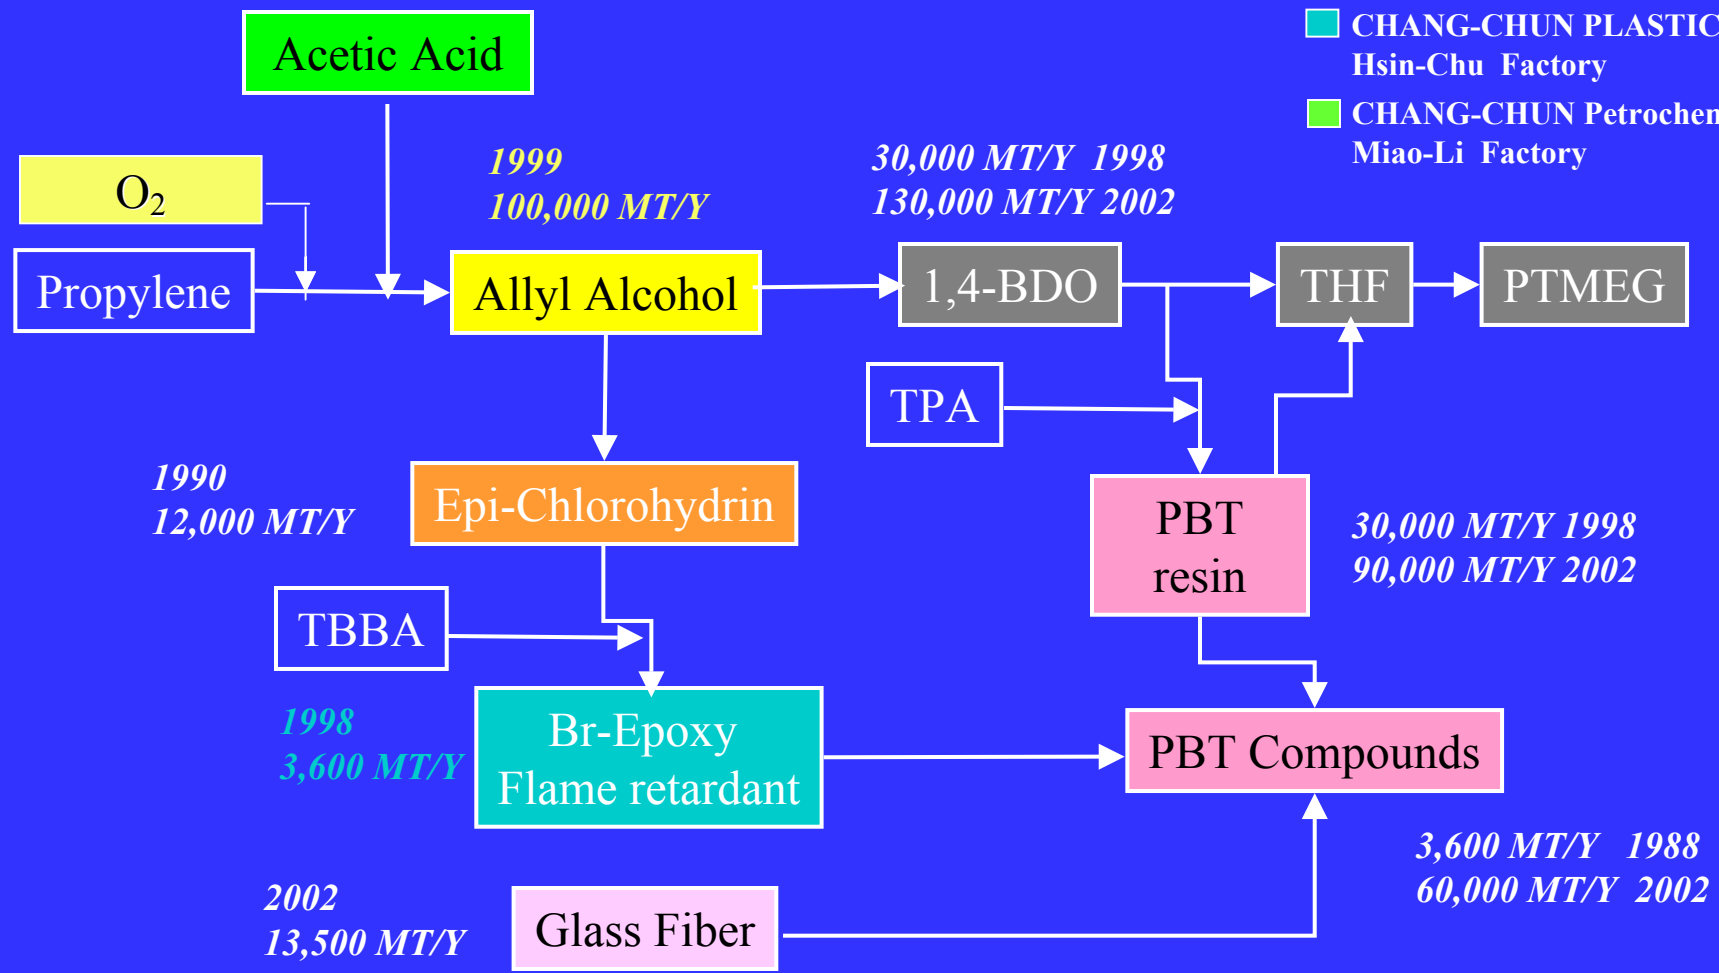 Acetic Acid
CHANG-CHUN PLASTIC
Hsin-Chu Factory
CHANG-CHUN Petrochem
Miao-Li Factory
O₂
1999
100,000 MT/Y
30,000 MT/Y 1998
130,000 MT/Y 2002
Propylene
Allyl Alcohol
1,4-BDO
THF
PTMEG
TPA
1990
12,000 MT/Y
Epi-Chlorohydrin
PBT
resin
30,000 MT/Y 1998
90,000 MT/Y 2002
TBBA
1998
3,600 MT/Y
Br-Epoxy
Flame retardant
PBT Compounds
3,600 MT/Y 1988
60,000 MT/Y 2002
2002
13,500 MT/Y
Glass Fiber